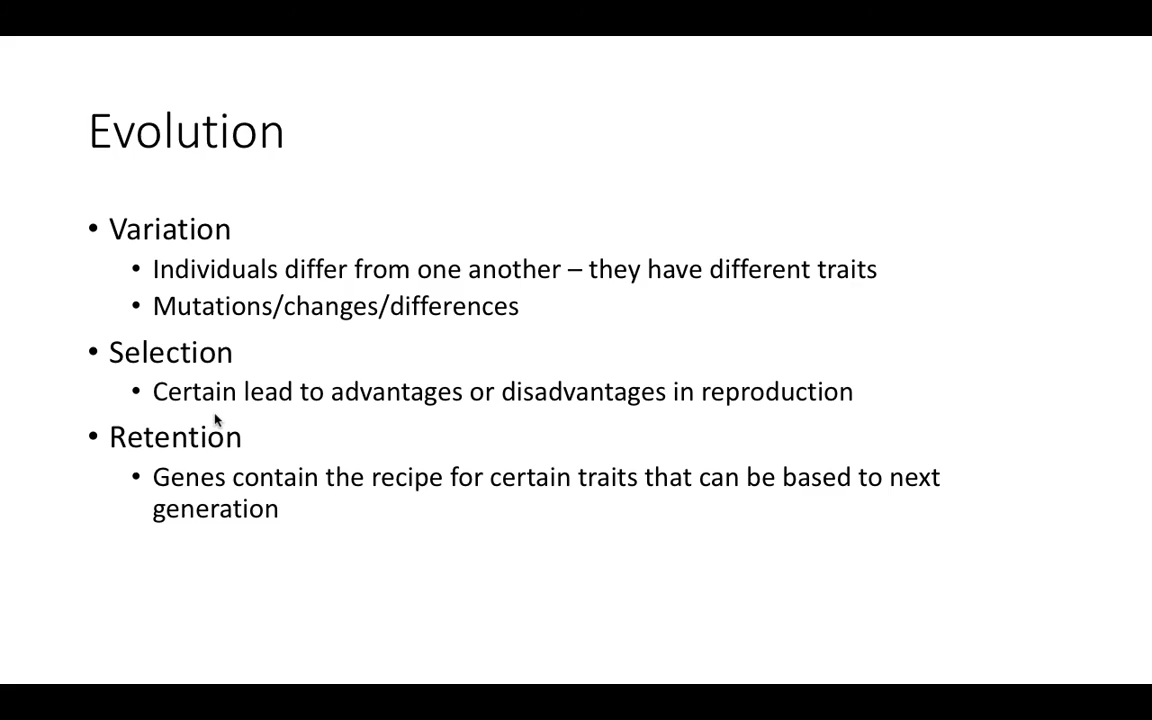 Evolution
• Variation
• Individuals differ from one another – they have different traits
• Mutations/changes/differences
• Selection
• Certain lead to advantages or disadvantages in reproduction
• Retention
• Genes contain the recipe for certain traits that can be based to next
generation